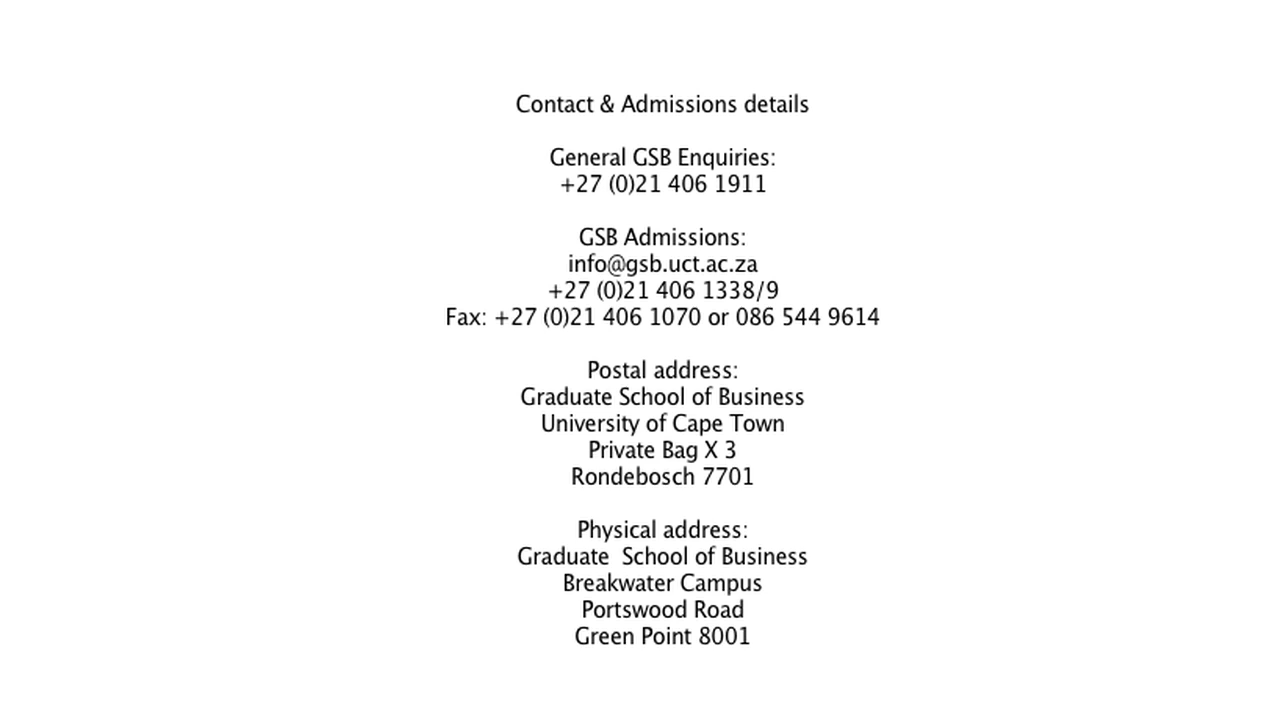 Contact & Admissions details
General GSB Enquiries:
+27 (0)21 406 1911
GSB Admissions:
info@gsb.uct.ac.za
+27 (0)21 406 1338/9
Fax: +27 (0)21 406 1070 or 086 544 9614
Postal address:
Graduate School of Business
University of Cape Town
Private Bag X 3
Rondebosch 7701
Physical address:
Graduate  School of Business
Breakwater Campus
Portswood Road
Green Point 8001